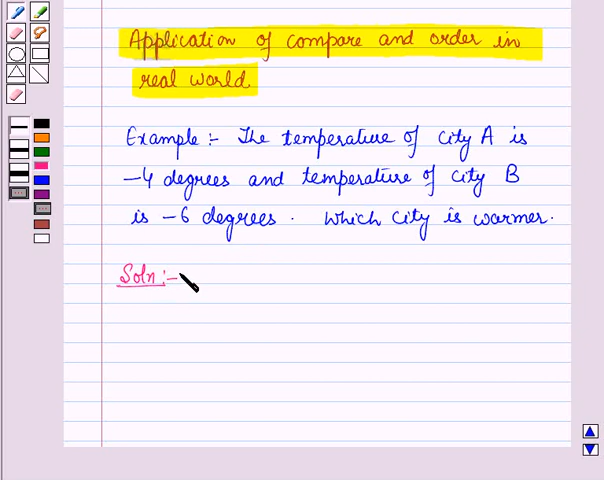 Application of compare and order in
real world
Example :- The temperature of city A is
-4 degrees and temperature of city B
is -6 degrees . Which city is warmer.
Soln :-